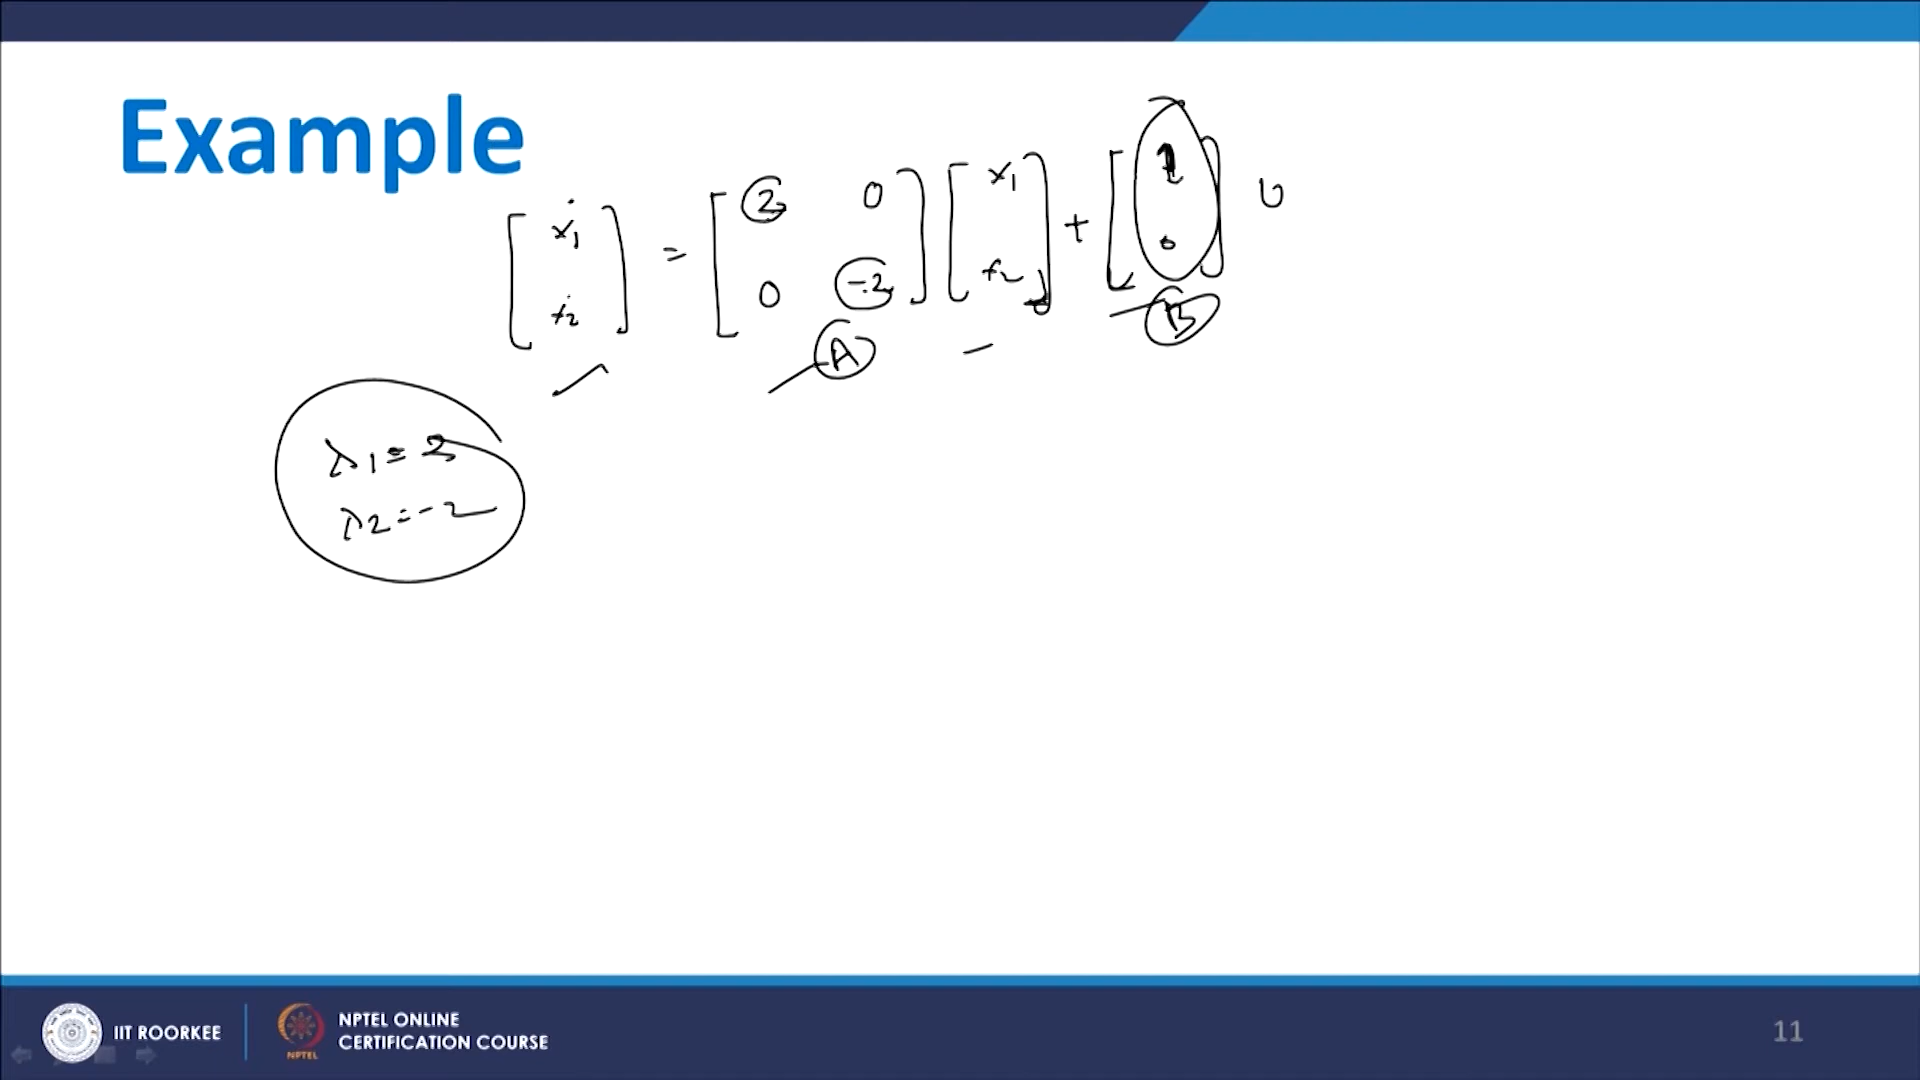 Example
[ẋ1 ẋ2] = [2 0 0 -2] [x1 x2] + [1 0] U
A
B
λ1 = 2
λ2 = -2
IIT ROORKEE
NPTEL
NPTEL ONLINE
CERTIFICATION COURSE
11